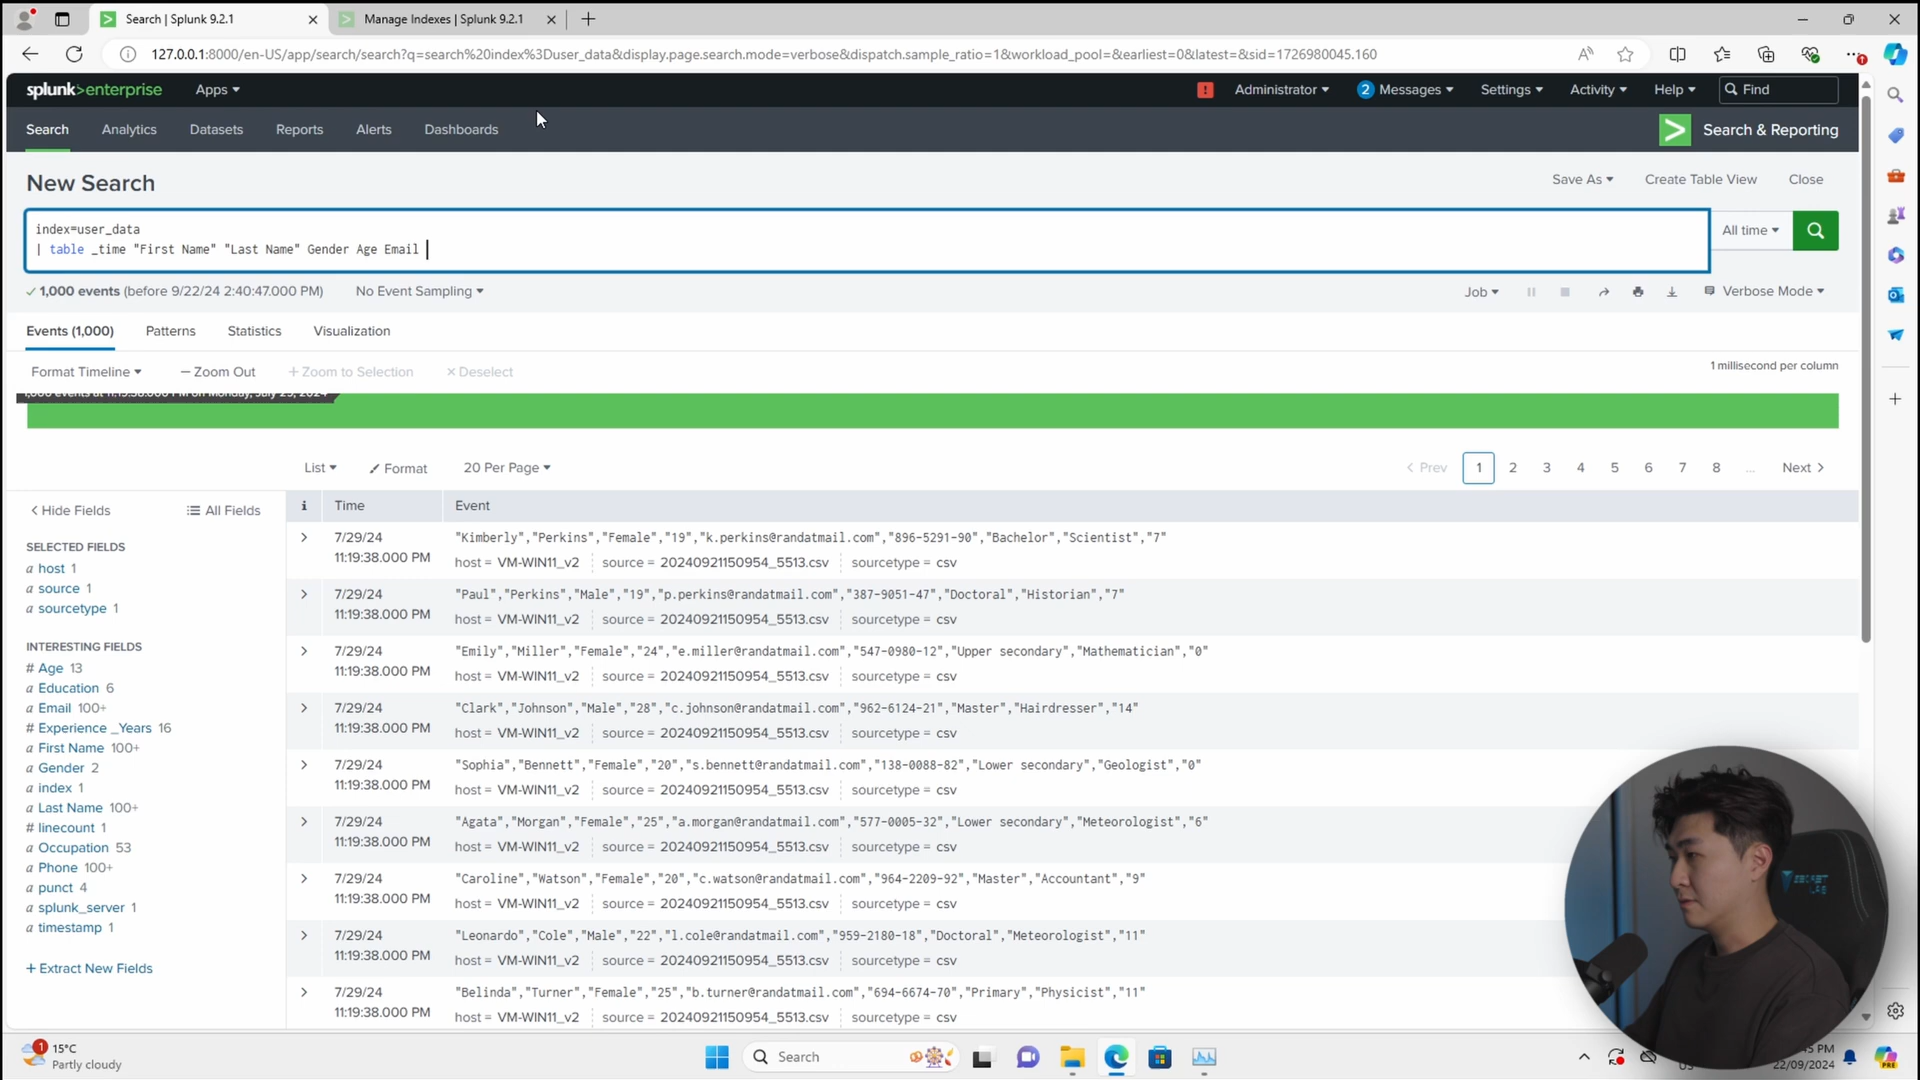 Search | Splunk 9.2.1
Manage Indexes | Splunk 9.2.1
127.0.0.1:8000/en-US/app/search/search?q=search%20index%3Duser_data&display.page.search.mode=verbose&dispatch.sample_ratio=1&workload_pool=&earliest=0&latest=&sid=1726980045.160
splunk>enterprise Apps
Administrator 2 Messages Settings Activity Help Find
Search Analytics Datasets Reports Alerts Dashboards
Search & Reporting
New Search
Save As Create Table View Close
index=user_data
| table _time "First Name" "Last Name" Gender Age Email
All time
1,000 events (before 9/22/24 2:40:47.000 PM) No Event Sampling
Job Verbose Mode
Events (1,000) Patterns Statistics Visualization
Format Timeline — Zoom Out + Zoom to Selection × Deselect
1 millisecond per column
1,000 events at 11:19:38.000 PM on Monday, July 29, 2024
List Format 20 Per Page
< Prev 1 2 3 4 5 6 7 8 ... Next >
< Hide Fields All Fields
SELECTED FIELDS
a host 1
a source 1
a sourcetype 1
INTERESTING FIELDS
# Age 13
a Education 6
a Email 100+
# Experience _Years 16
a First Name 100+
a Gender 2
a index 1
a Last Name 100+
# linecount 1
a Occupation 53
a Phone 100+
a punct 4
a splunk_server 1
a timestamp 1
+ Extract New Fields
i Time Event
7/29/24
11:19:38.000 PM
"Kimberly","Perkins","Female","19","k.perkins@randatmail.com","896-5291-90","Bachelor","Scientist","7"
host = VM-WIN11_v2 source = 20240921150954_5513.csv sourcetype = csv
7/29/24
11:19:38.000 PM
"Paul","Perkins","Male","19","p.perkins@randatmail.com","387-9051-47","Doctoral","Historian","7"
host = VM-WIN11_v2 source = 20240921150954_5513.csv sourcetype = csv
7/29/24
11:19:38.000 PM
"Emily","Miller","Female","24","e.miller@randatmail.com","547-0980-12","Upper secondary","Mathematician","0"
host = VM-WIN11_v2 source = 20240921150954_5513.csv sourcetype = csv
7/29/24
11:19:38.000 PM
"Clark","Johnson","Male","28","c.johnson@randatmail.com","962-6124-21","Master","Hairdresser","14"
host = VM-WIN11_v2 source = 20240921150954_5513.csv sourcetype = csv
7/29/24
11:19:38.000 PM
"Sophia","Bennett","Female","20","s.bennett@randatmail.com","138-0088-82","Lower secondary","Geologist","0"
host = VM-WIN11_v2 source = 20240921150954_5513.csv sourcetype = csv
7/29/24
11:19:38.000 PM
"Agata","Morgan","Female","25","a.morgan@randatmail.com","577-0005-32","Lower secondary","Meteorologist","6"
host = VM-WIN11_v2 source = 20240921150954_5513.csv sourcetype = csv
7/29/24
11:19:38.000 PM
"Caroline","Watson","Female","20","c.watson@randatmail.com","964-2209-92","Master","Accountant","9"
host = VM-WIN11_v2 source = 20240921150954_5513.csv sourcetype = csv
7/29/24
11:19:38.000 PM
"Leonardo","Cole","Male","22","l.cole@randatmail.com","959-2180-18","Doctoral","Meteorologist","11"
host = VM-WIN11_v2 source = 20240921150954_5513.csv sourcetype = csv
7/29/24
11:19:38.000 PM
"Belinda","Turner","Female","25","b.turner@randatmail.com","694-6674-70","Primary","Physicist","11"
host = VM-WIN11_v2 source = 20240921150954_5513.csv sourcetype = csv
1
15°C
Partly cloudy
Search
PM
22/09/2024
PRE